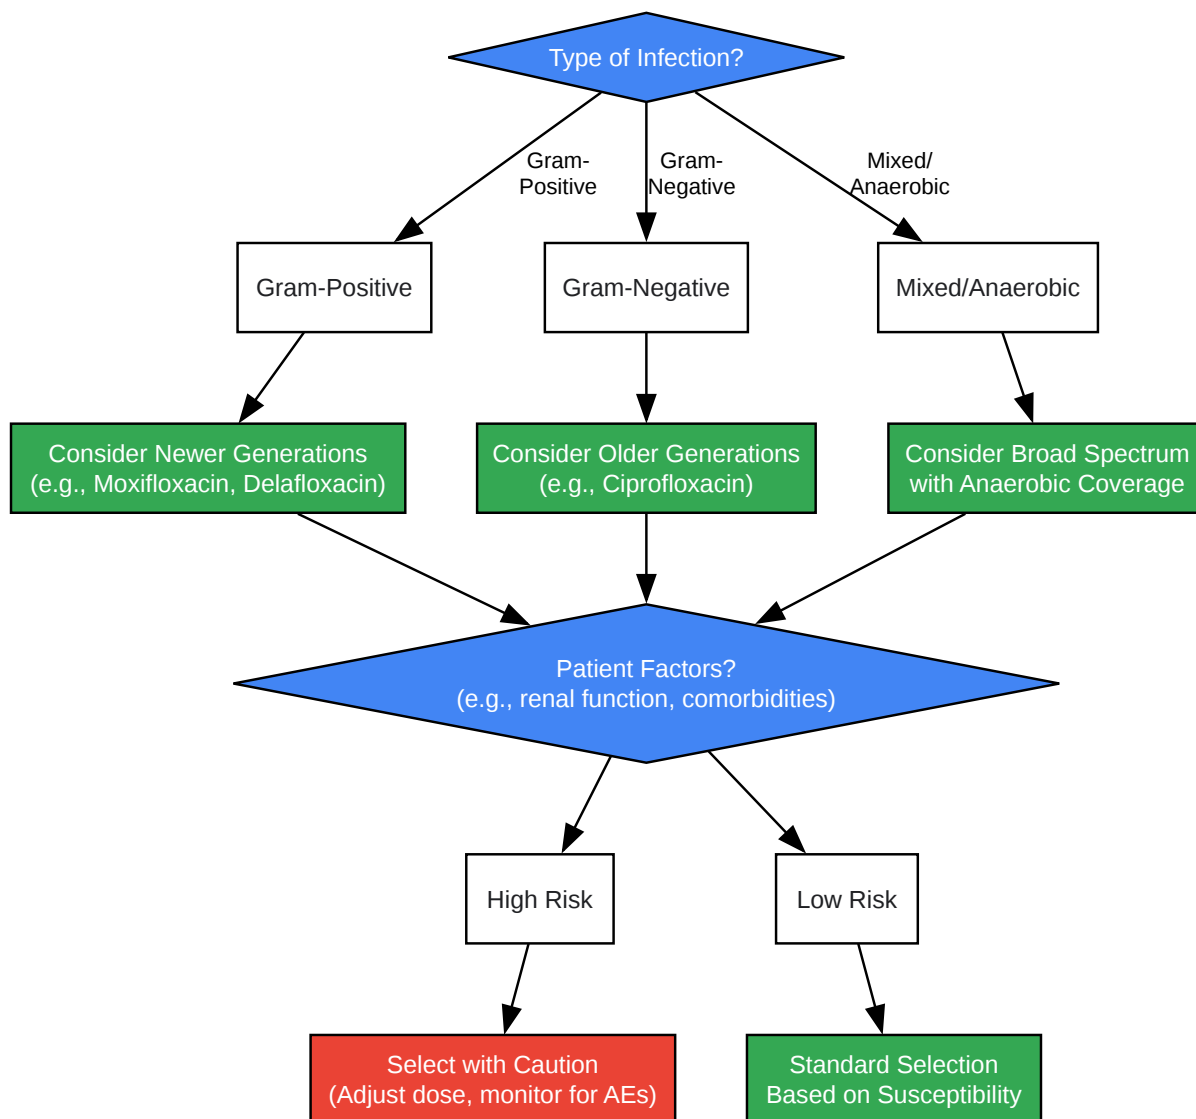 Type of Infection?
Gram-
Positive
Gram-
Negative
Mixed/
Anaerobic
Gram-Positive
Gram-Negative
Mixed/Anaerobic
Consider Newer Generations
(e.g., Moxifloxacin, Delafloxacin)
Consider Older Generations
(e.g., Ciprofloxacin)
Consider Broad Spectrum
with Anaerobic Coverage
Patient Factors?
(e.g., renal function, comorbidities)
High Risk
Low Risk
Select with Caution
(Adjust dose, monitor for AEs)
Standard Selection
Based on Susceptibility